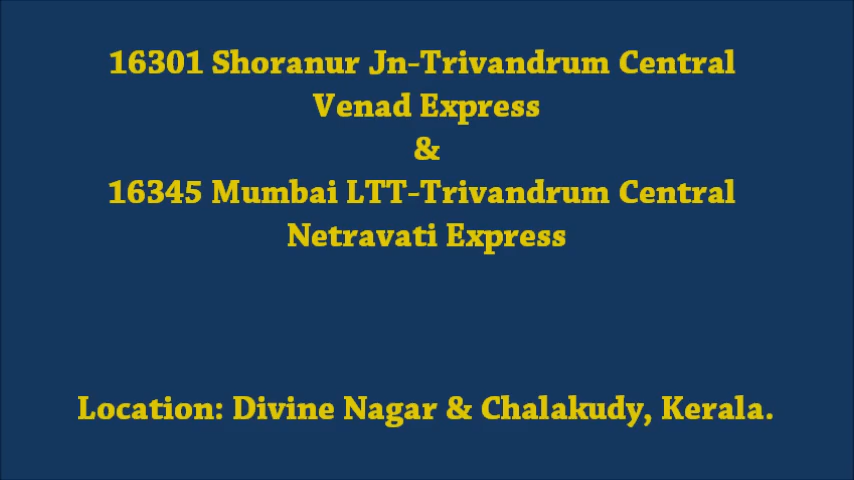 16301 Shoranur Jn-Trivandrum Central
Venad Express
&
16345 Mumbai LTT-Trivandrum Central
Netravati Express
Location: Divine Nagar & Chalakudy, Kerala.